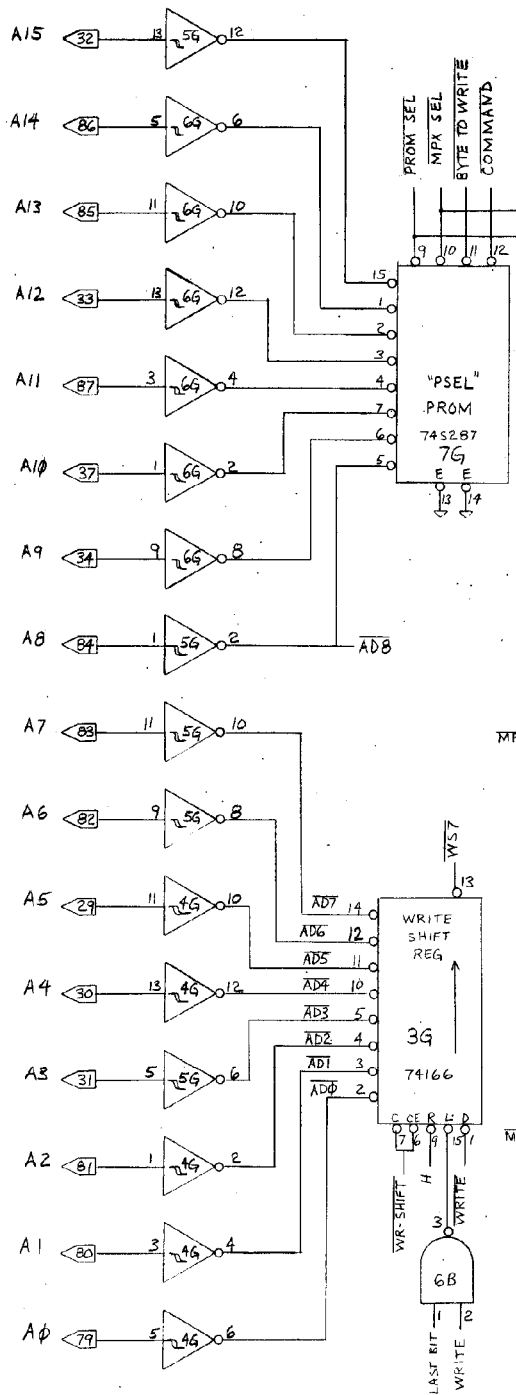 A15 32 13 5G 12
A14 86 5 6G 6
A13 85 11 6G 10
A12 33 13 6G 12
A11 87 3 6G 4
A1φ 37 1 6G 2
A9 34 9 6G 8
A8 84 1 5G 2 AD8
A7 83 11 5G 10
A6 82 9 5G 8
A5 29 11 4G 10
A4 30 13 4G 12
A3 31 5 5G 6
A2 81 1 4G 2
A1 80 3 4G 4
Aφ 79 5 4G 6
PROM SEL
MPX SEL
BYTE TO WRITE
COMMAND
9 10 11 12
15
1
2
3
4
7
6
5
"PSEL"
PROM
74S287
7G
E E
13 14
WS7
13
AD7 14
AD6 12
AD5 11
AD4 10
AD3 5
AD2 4
AD1 3
ADφ 2
WRITE
SHIFT
REG
3G
74166
C CE R L D
7 6 9 15 1
WR-SHIFT
H
WRITE
3
6B
1 2
LAST BIT
WRITE